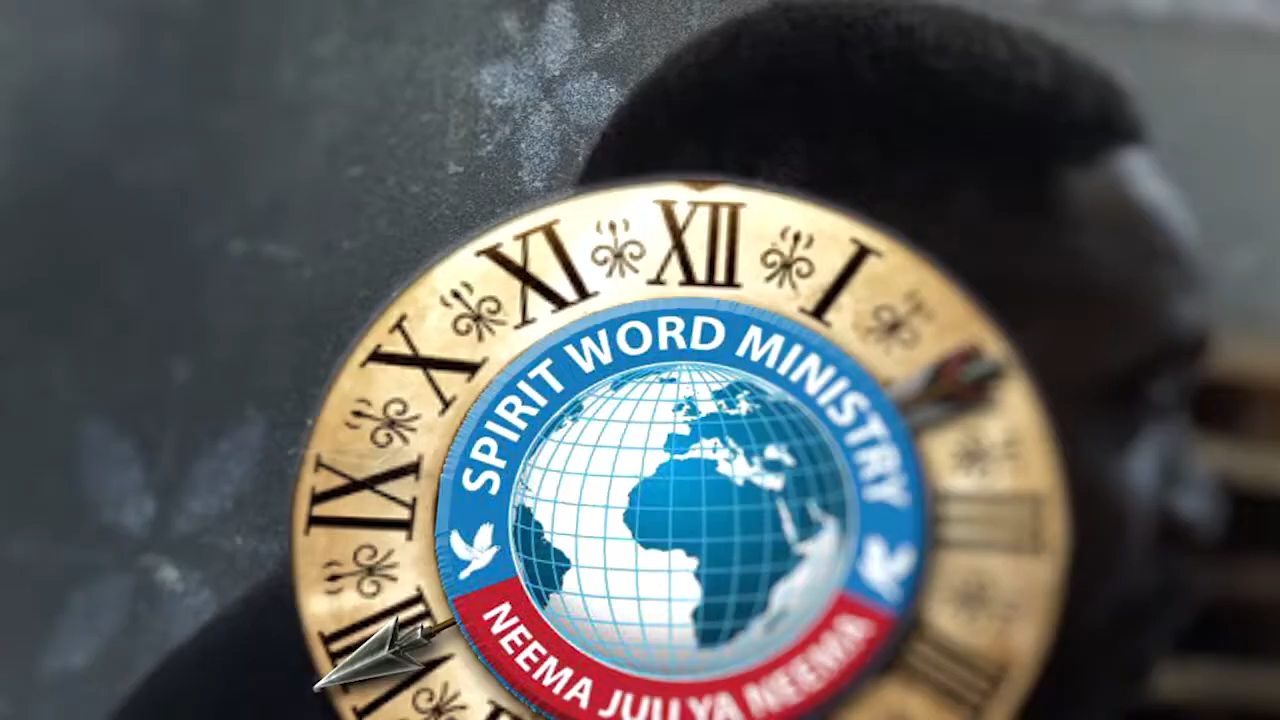 XII
XI
I
X
IX
SPIRIT WORD MINISTRY
NEEMA JUU YA NEEMA